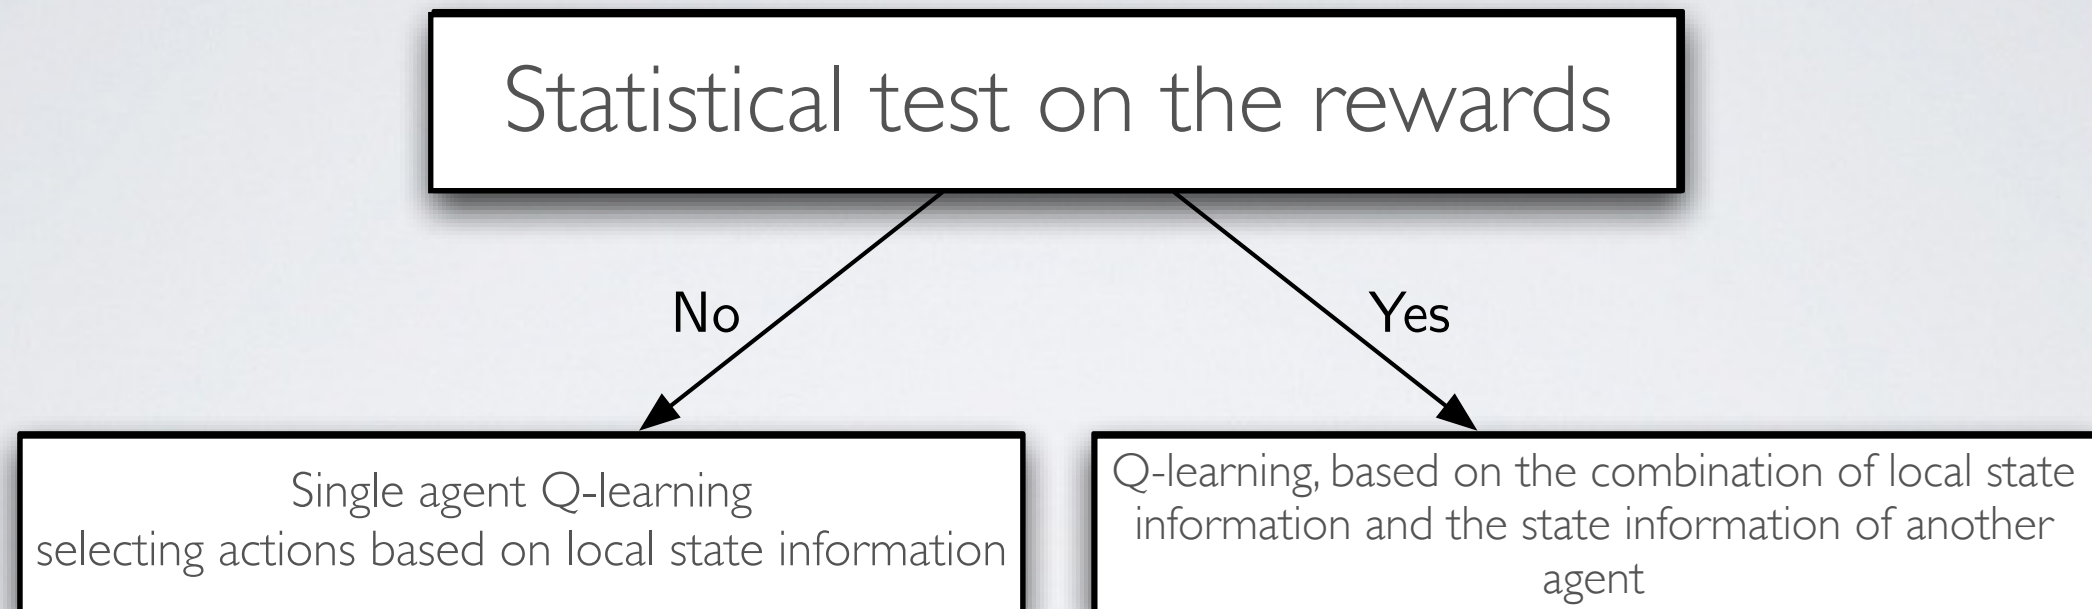 Statistical test on the rewards
No
Yes
Single agent Q-learning
selecting actions based on local state information
Q-learning, based on the combination of local state
information and the state information of another
agent